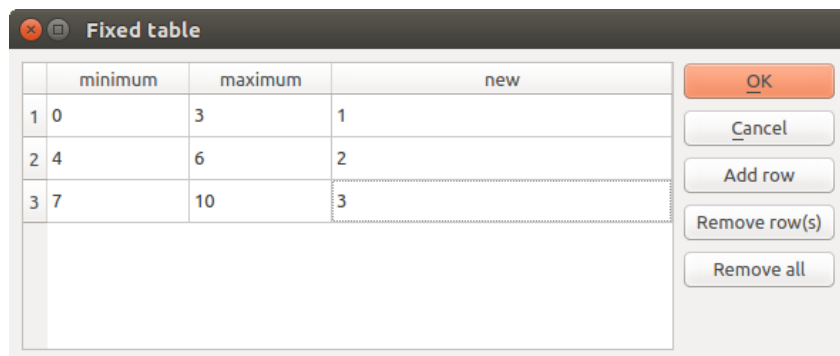 Fixed table
minimum maximum new
1 0 3 1
2 4 6 2
3 7 10 3
OK
Cancel
Add row
Remove row(s)
Remove all